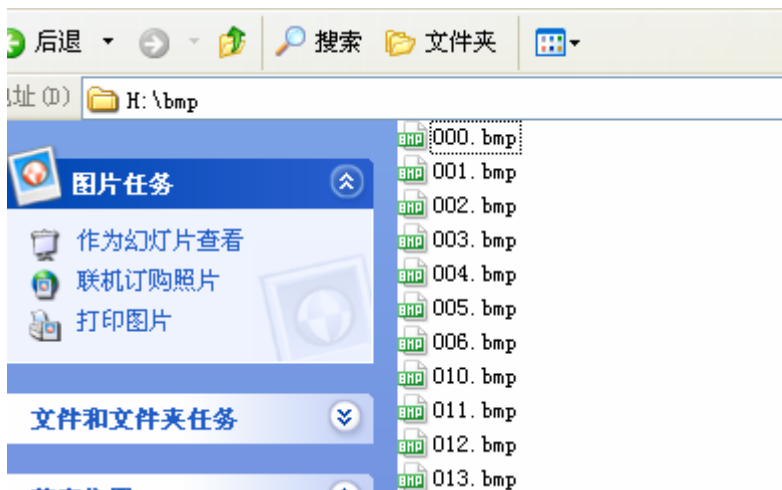 后退 搜索 文件夹
址(D) H:\bmp
图片任务
作为幻灯片查看
联机订购照片
打印图片
文件和文件夹任务
000.bmp
001.bmp
002.bmp
003.bmp
004.bmp
005.bmp
006.bmp
010.bmp
011.bmp
012.bmp
013.bmp